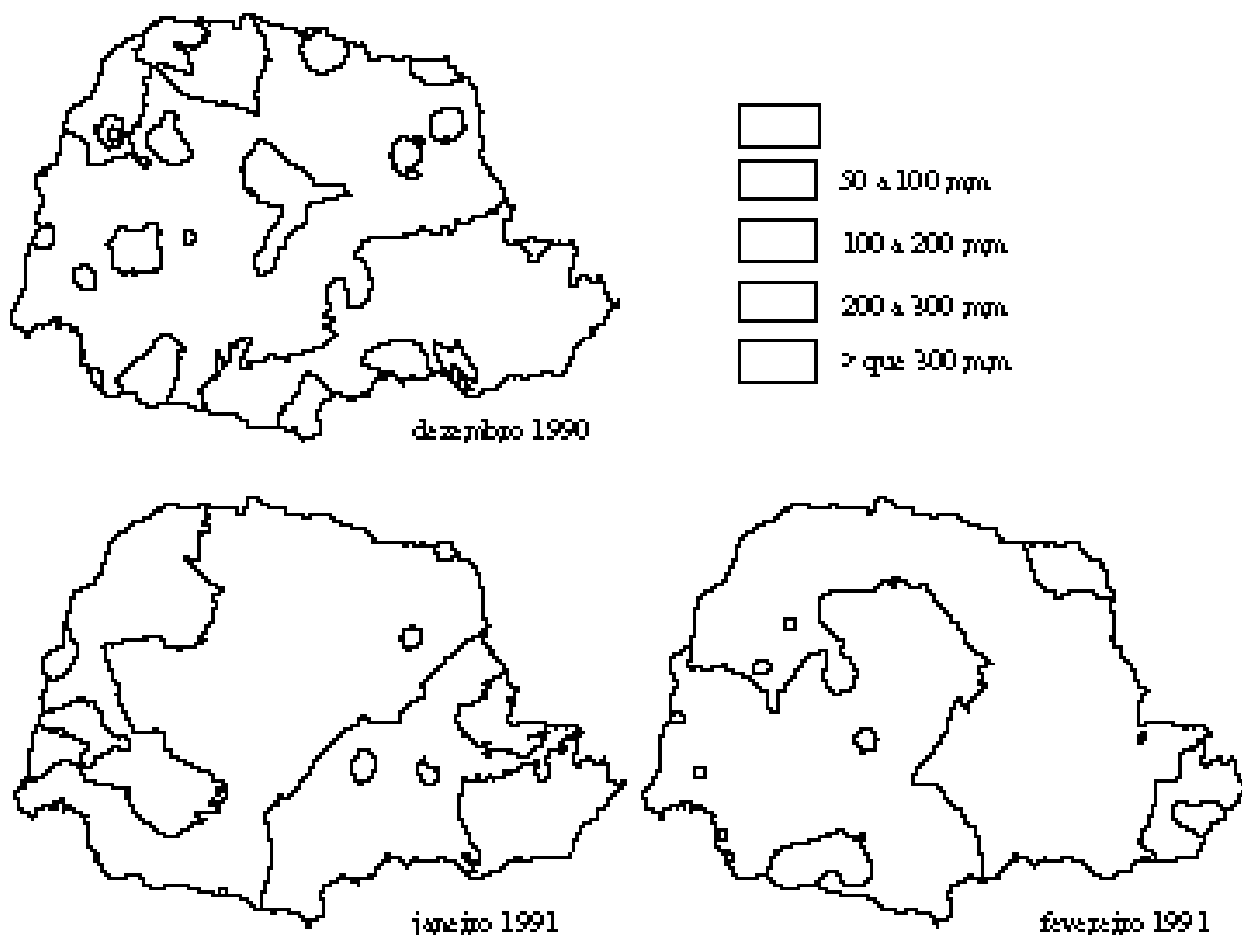 50 a 100 mm
100 a 200 mm
200 a 300 mm
> que 300 mm
dezembro 1990
janeiro 1991
fevereiro 1991